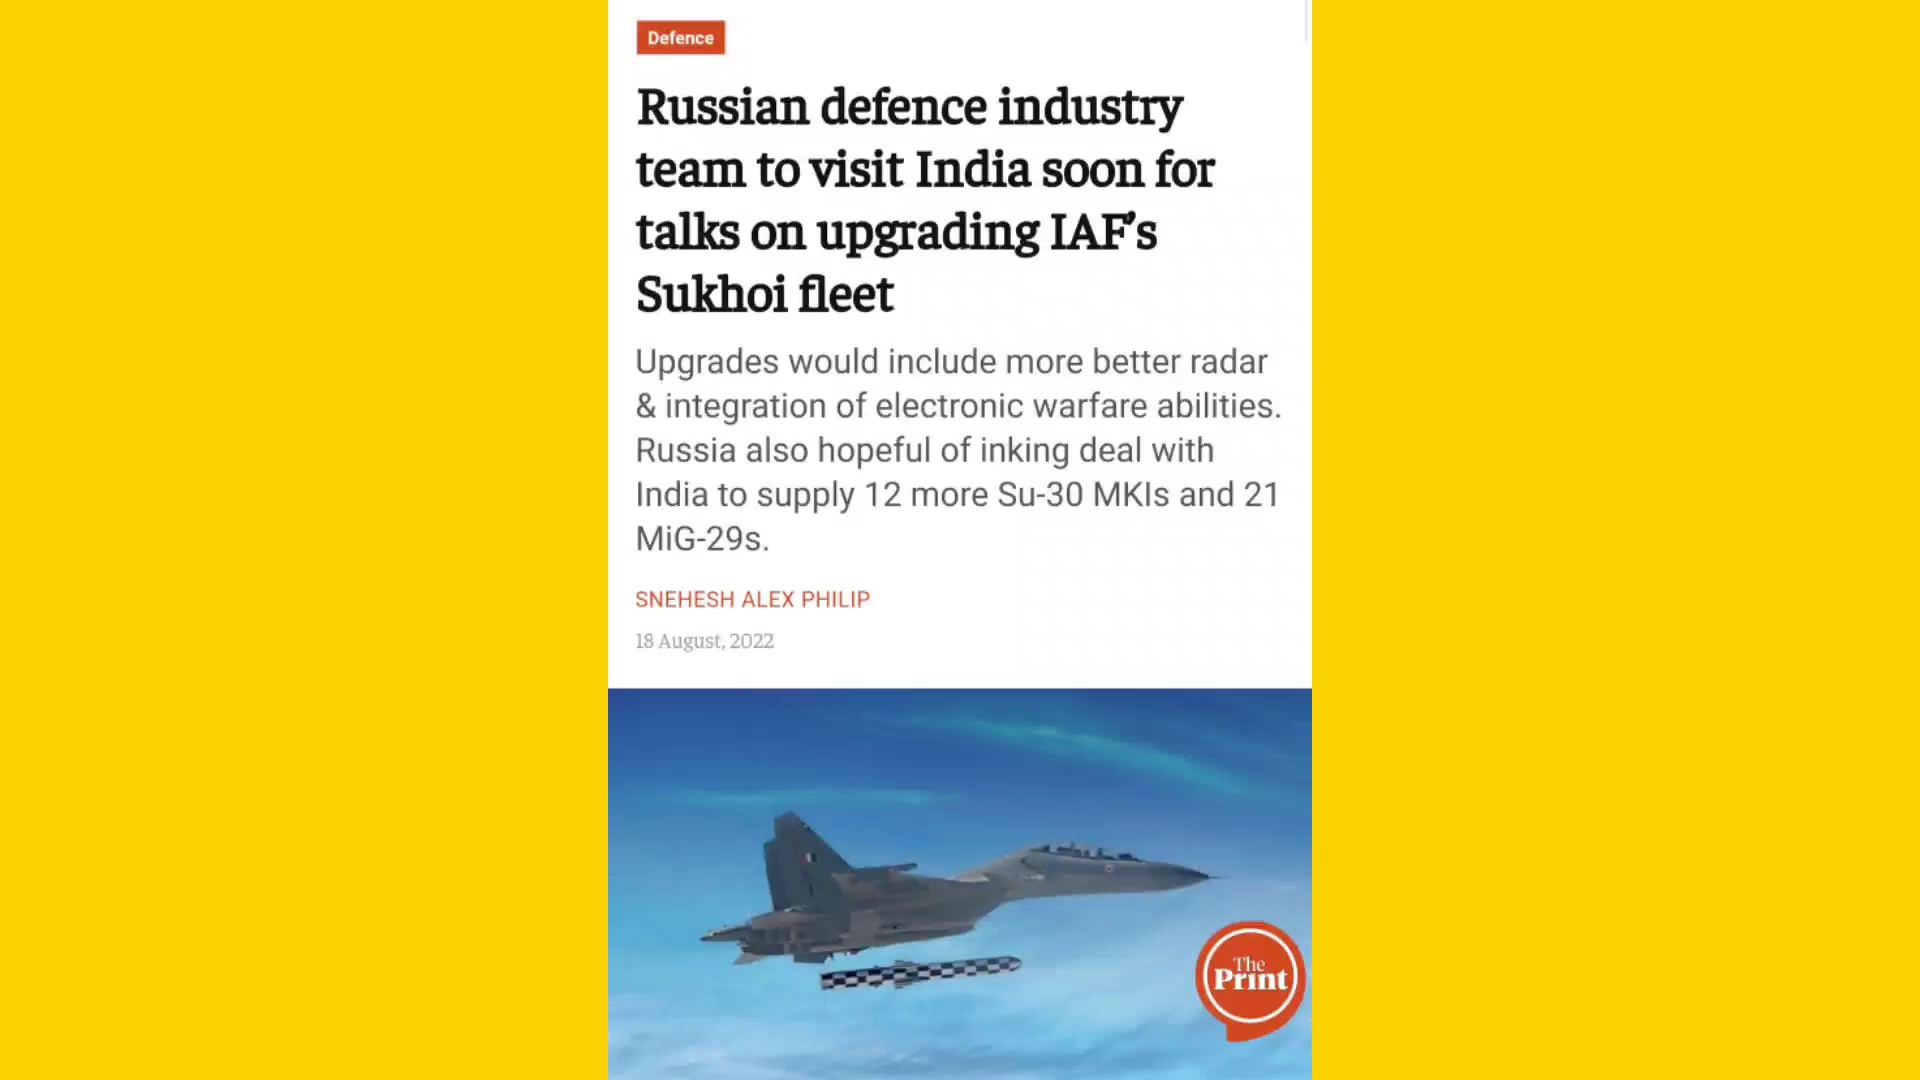 Defence
Russian defence industry
team to visit India soon for
talks on upgrading IAF's
Sukhoi fleet
Upgrades would include more better radar
& integration of electronic warfare abilities.
Russia also hopeful of inking deal with
India to supply 12 more Su-30 MKIs and 21
MiG-29s.
SNEHESH ALEX PHILIP
18 August, 2022
The
Print